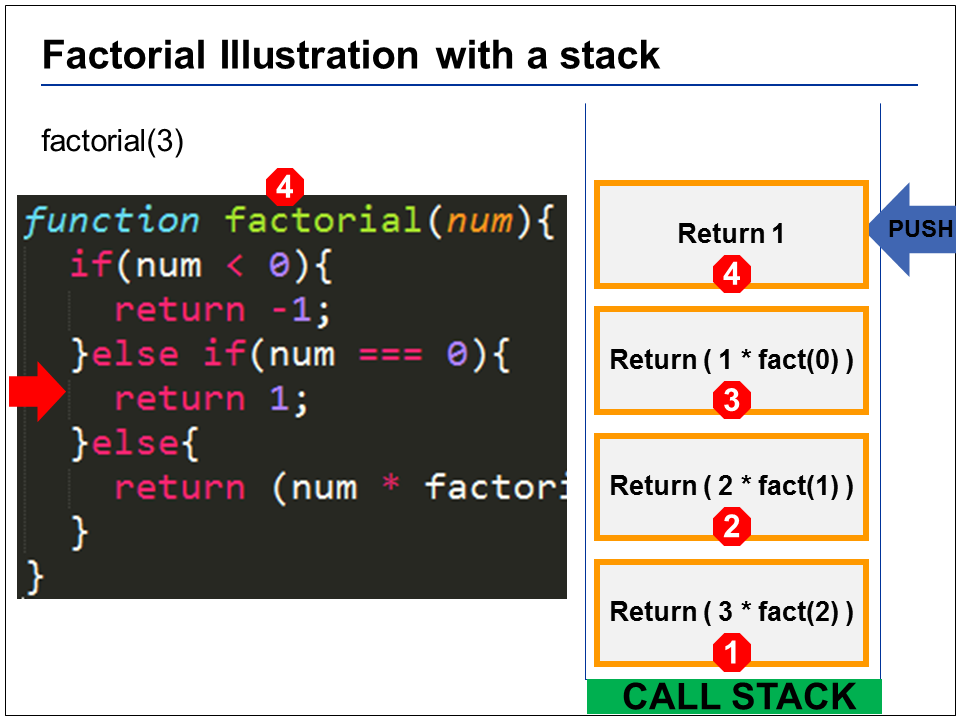 Factorial Illustration with a stack
factorial(3)
4
function factorial(num){
if(num < 0){
return -1;
}else if(num === 0){
return 1;
}else{
return (num * factori
}
}
Return 1
4
PUSH
Return ( 1 * fact(0) )
3
Return ( 2 * fact(1) )
2
Return ( 3 * fact(2) )
1
CALL STACK